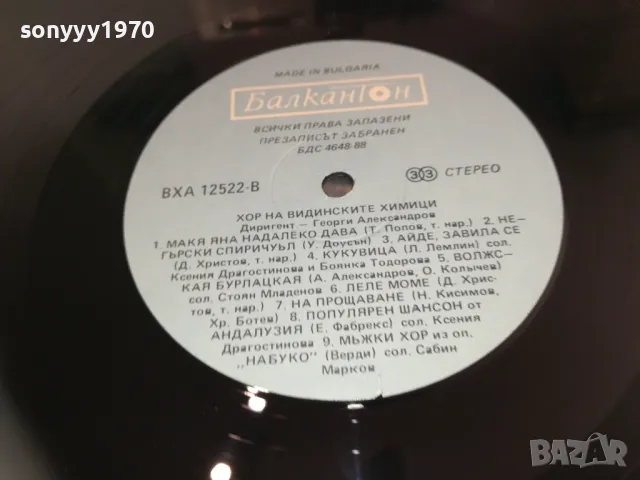 sonyyy1970
MADE IN BULGARIA
Балкантон
ВСИЧКИ ПРАВА ЗАПАЗЕНИ
ПРЕЗАПИСЪТ ЗАБРАНЕН
БДС 4648-88
ВХА 12522-В
33 СТЕРЕО
ХОР НА ВИДИНСКИТЕ ХИМИЦИ
Диригент – Георги Александров
1. МАКЯ ЯНА НАДАЛЕКО ДАВА (Т. Попов, т. нар.) 2. НЕ-
ГЪРСКИ СПИРИЧУЪЛ (У. Доусън) 3. АЙДЕ, ЗАВИЛА СЕ
(Д. Христов, т. нар.) 4. КУКУВИЦА (Л. Лемлин) сол.
Ксения Драгостинова и Боянка Тодорова 5. ВОЛЖС-
КАЯ БУРЛАЦКАЯ (А. Александров, О. Колычев)
сол. Стоян Младенов 6. ЛЕЛЕ МОМЕ (Д. Хрис-
тов, т. нар.) 7. НА ПРОЩАВАНЕ (Н. Кисимов,
Хр. Ботев) 8. ПОПУЛЯРЕН ШАНСОН от
АНДАЛУЗИЯ (Е. Фабрекс) сол. Ксения
Драгостинова 9. МЪЖКИ ХОР из оп.
„НАБУКО" (Верди) сол. Сабин
Марков
BAZAR